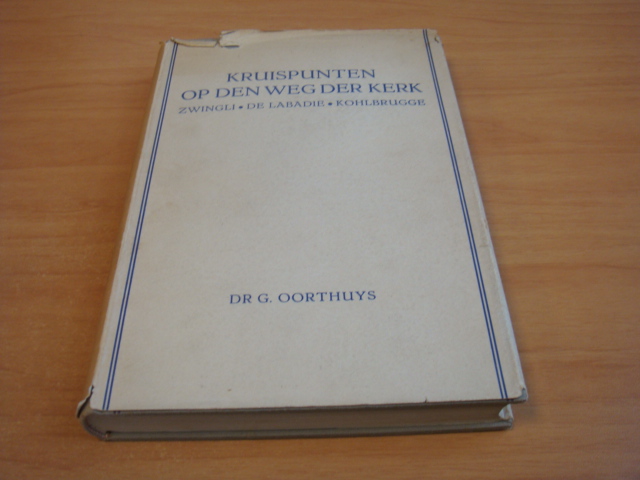 KRUISPUNTEN
OP DEN WEG DER KERK
ZWINGLI • DE LABADIE • KOHLBRUGGE
DR G. OORTHUYS